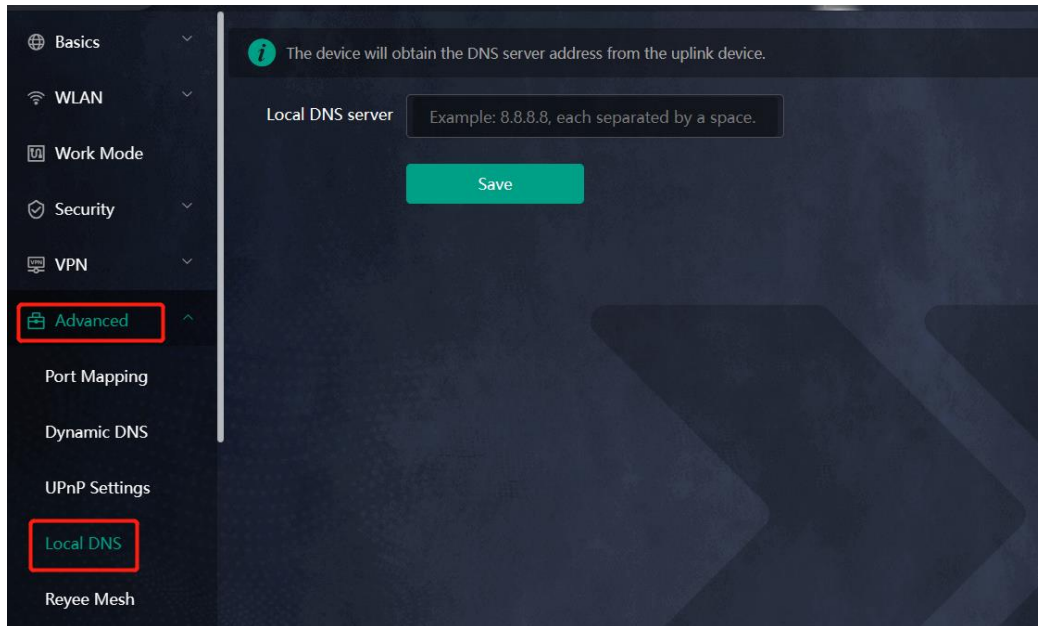 Basics
WLAN
Work Mode
Security
VPN
Advanced
Port Mapping
Dynamic DNS
UPnP Settings
Local DNS
Reyee Mesh
The device will obtain the DNS server address from the uplink device.
Local DNS server
Example: 8.8.8.8, each separated by a space.
Save